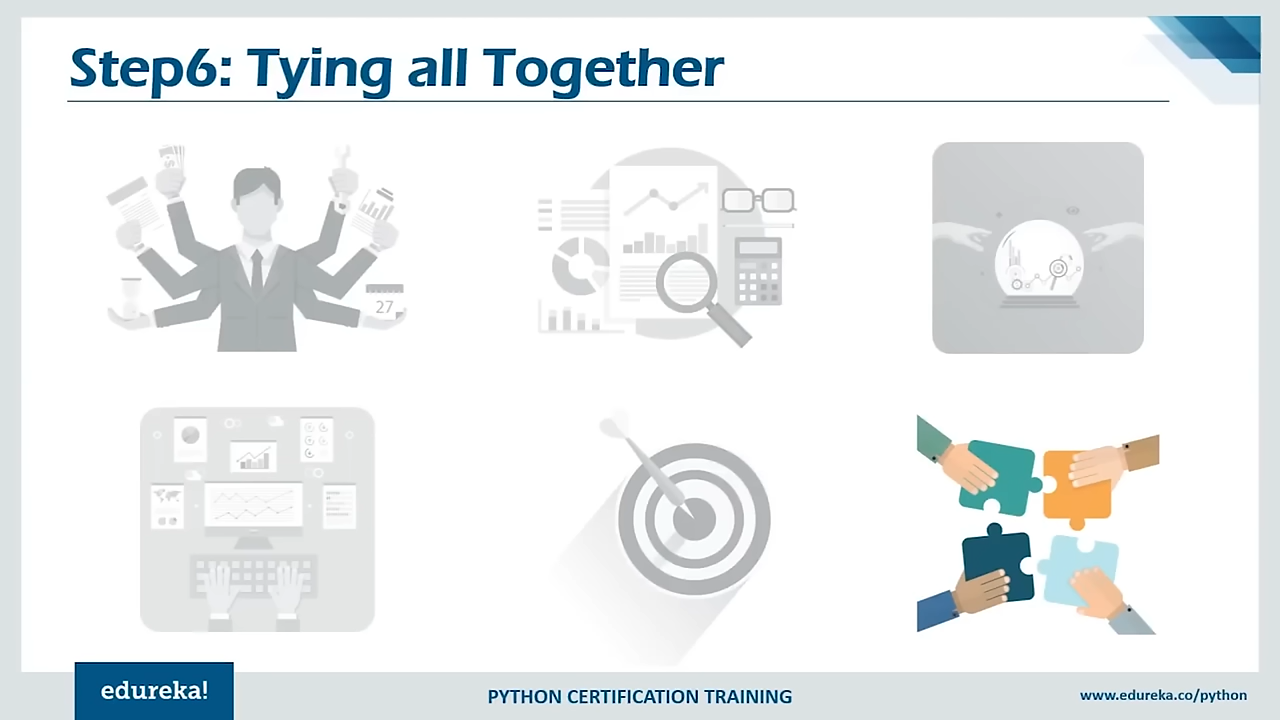 Step6: Tying all Together
27
edureka!
PYTHON CERTIFICATION TRAINING
www.edureka.co/python